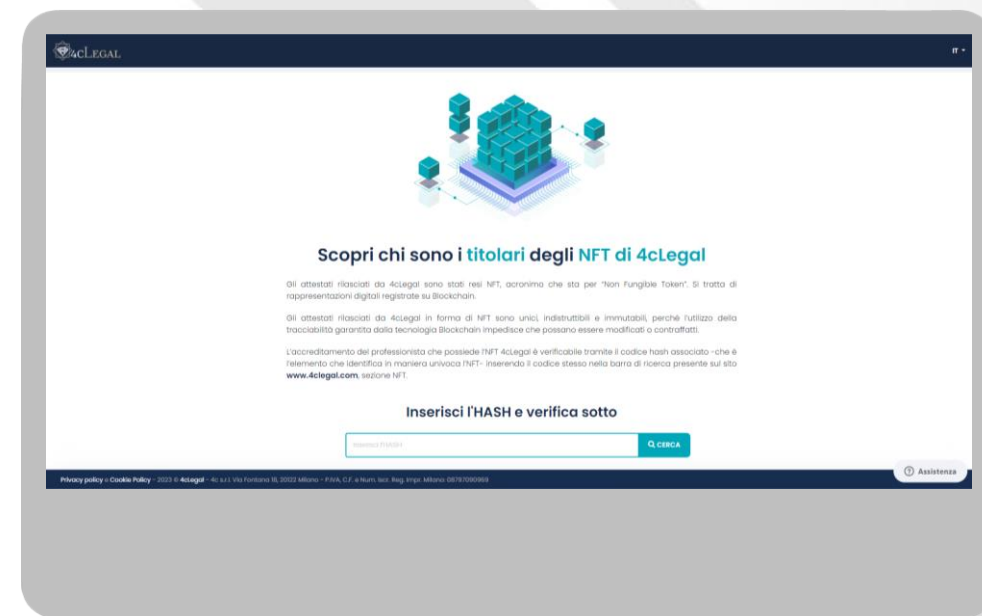 4cLEGAL
IT
Scopri chi sono i titolari degli NFT di 4cLegal
Gli attestati rilasciati da 4cLegal sono stati resi NFT, acronimo che sta per "Non Fungible Token". Si tratta di
rappresentazioni digitali registrate su Blockchain.
Gli attestati rilasciati da 4cLegal in forma di NFT sono unici, indistruttibili e immutabili, perché l'utilizzo della
tracciabilità garantita dalla tecnologia Blockchain impedisce che possano essere modificati o contraffatti.
L'accreditamento del professionista che possiede l'NFT 4cLegal è verificabile tramite il codice hash associato -che è
l'elemento che identifica in maniera univoca l'NFT- inserendo il codice stesso nella barra di ricerca presente sul sito
www.4clegal.com, sezione NFT.
Inserisci l'HASH e verifica sotto
Inserisci l'HASH
CERCA
Assistenza
Privacy policy e Cookie Policy - 2023 © 4cLegal - 4c s.r.l. Via Fontana 16, 20122 Milano - P.IVA, C.F. e Num. Iscr. Reg. Impr. Milano